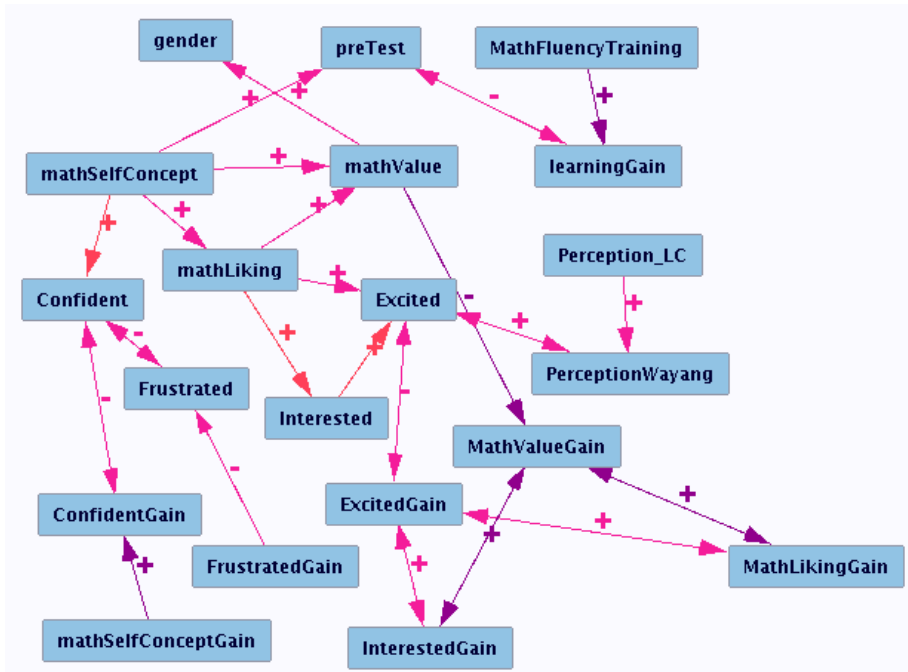 gender
preTest
MathFluencyTraining
+
+
-
+
mathSelfConcept
+
mathValue
learningGain
+
+
+
mathLiking
+
Perception_LC
Confident
Excited
-
+
+
-
+
+
Frustrated
PerceptionWayang
-
-
Interested
MathValueGain
-
ConfidentGain
ExcitedGain
+
+
+
+
+
FrustratedGain
MathLikingGain
mathSelfConceptGain
InterestedGain